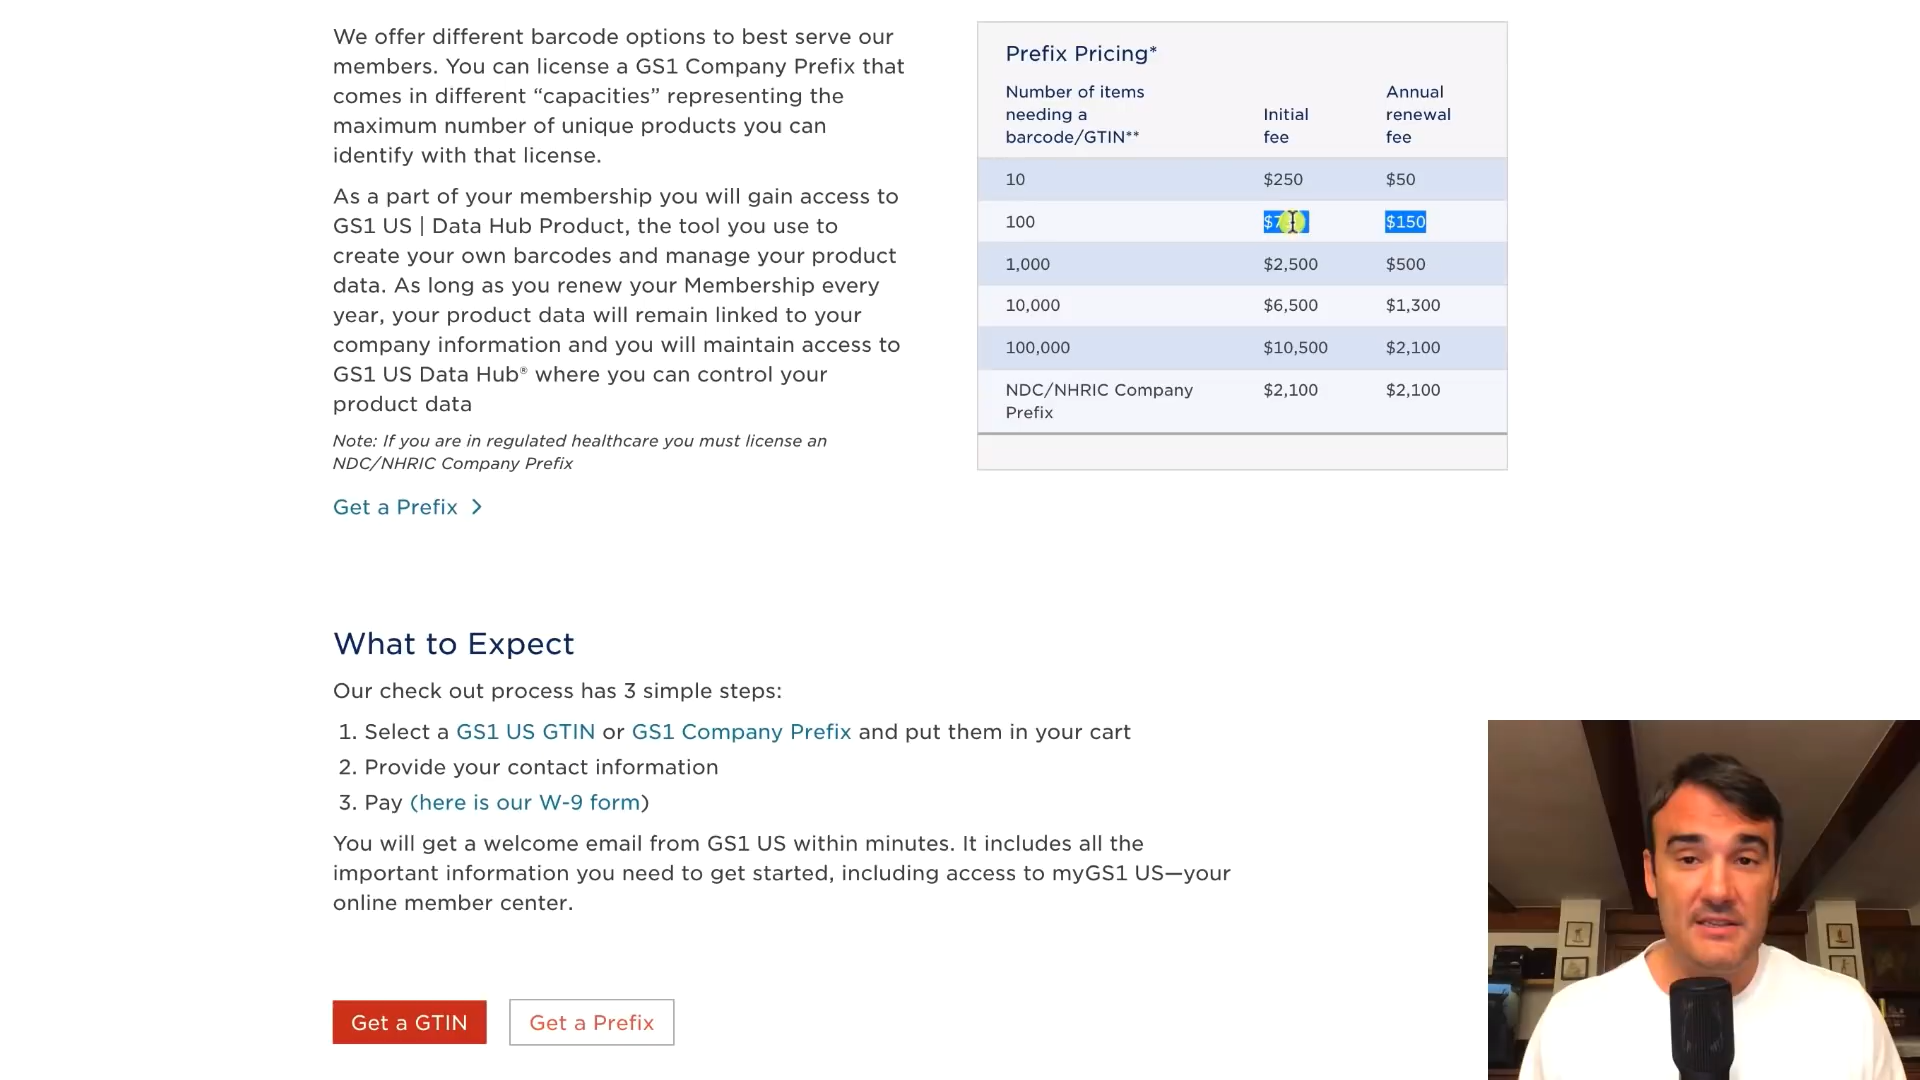 We offer different barcode options to best serve our
members. You can license a GS1 Company Prefix that
comes in different “capacities” representing the
maximum number of unique products you can
identify with that license.
As a part of your membership you will gain access to
GS1 US | Data Hub Product, the tool you use to
create your own barcodes and manage your product
data. As long as you renew your Membership every
year, your product data will remain linked to your
company information and you will maintain access to
GS1 US Data Hub® where you can control your
product data
Note: If you are in regulated healthcare you must license an
NDC/NHRIC Company Prefix
Get a Prefix
Prefix Pricing*
Number of items
needing a
barcode/GTIN**
Initial
fee
Annual
renewal
fee
10 $250 $50
100 $150
1,000 $2,500 $500
10,000 $6,500 $1,300
100,000 $10,500 $2,100
NDC/NHRIC Company
Prefix
$2,100 $2,100
What to Expect
Our check out process has 3 simple steps:
1. Select a GS1 US GTIN or GS1 Company Prefix and put them in your cart
2. Provide your contact information
3. Pay (here is our W-9 form)
You will get a welcome email from GS1 US within minutes. It includes all the
important information you need to get started, including access to myGS1 US—your
online member center.
Get a GTIN
Get a Prefix